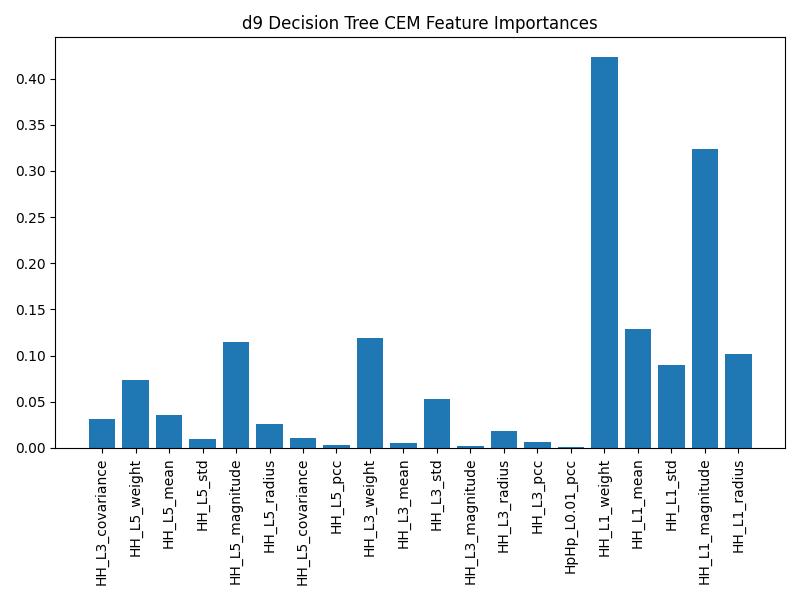 d9 Decision Tree CEM Feature Importances
0.40
0.35
0.30
0.25
0.20
0.15
0.10
0.05
0.00
HH_L3_covariance
HH_L5_weight
HH_L5_mean
HH_L5_std
HH_L5_magnitude
HH_L5_radius
HH_L5_covariance
HH_L5_pcc
HH_L3_weight
HH_L3_mean
HH_L3_std
HH_L3_magnitude
HH_L3_radius
HH_L3_pcc
HpHp_L0.01_pcc
HH_L1_weight
HH_L1_mean
HH_L1_std
HH_L1_magnitude
HH_L1_radius